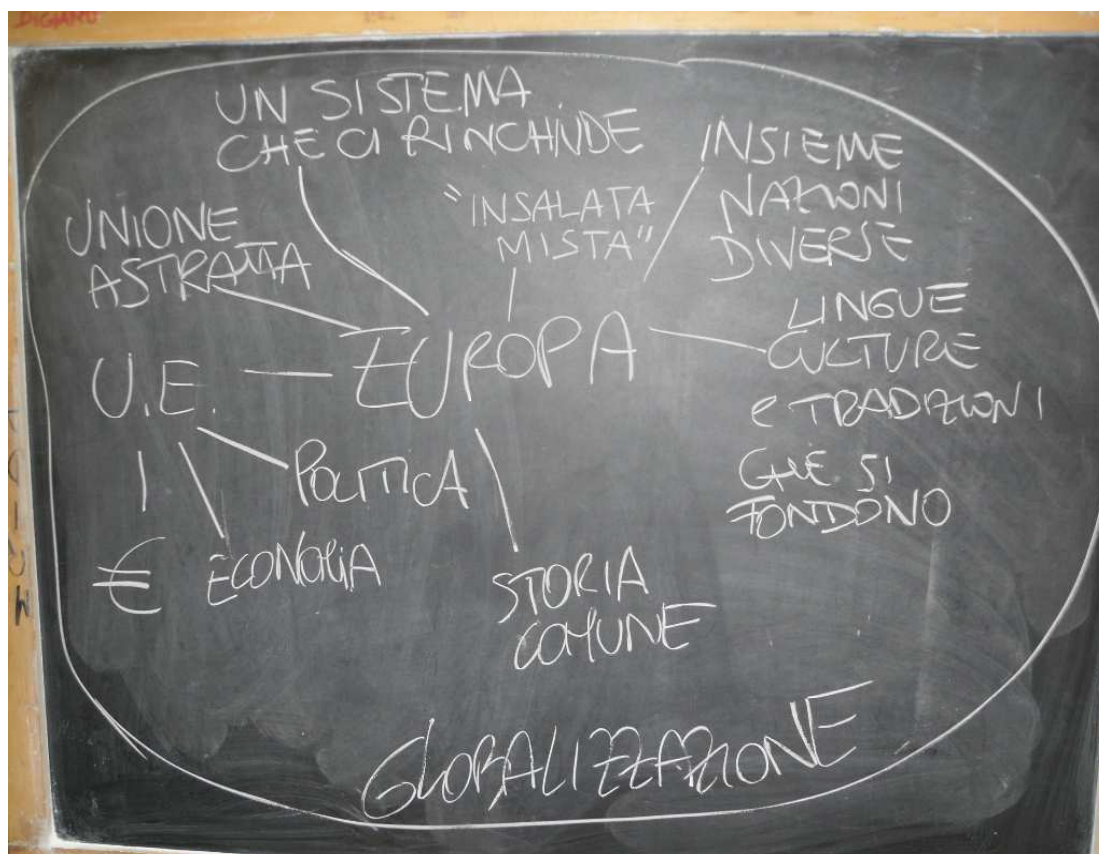 UN SISTEMA
CHE CI RINCHIUDE
"INSALATA
MISTA"
INSIEME
NAZIONI
DIVERSE
UNIONE
ASTRATTA
EUROPA
LINGUE
CULTURE
e TRADIZIONI
CHE SI
FONDONO
U.E.
POLITICA
€ ECONOMIA
STORIA
COMUNE
GLOBALIZZAZIONE